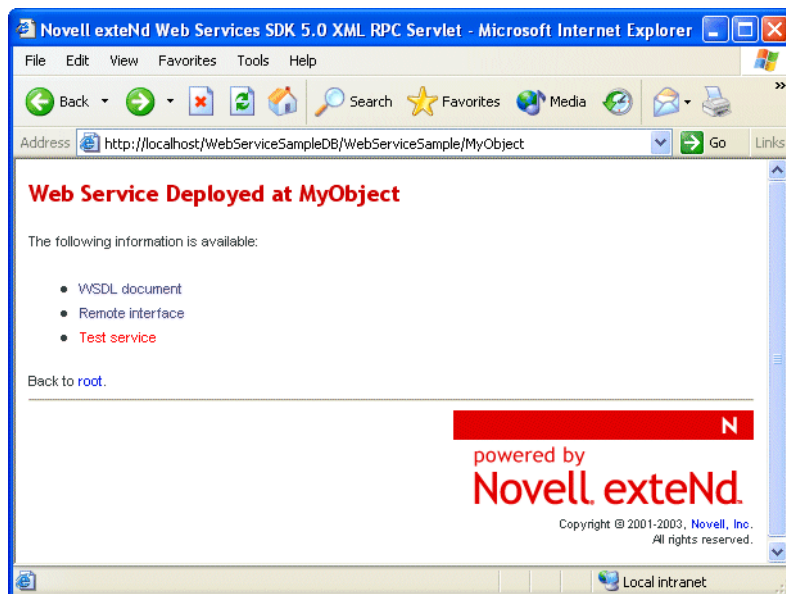 Novell exteNd Web Services SDK 5.0 XML RPC Servlet - Microsoft Internet Explorer
File Edit View Favorites Tools Help
Back Search Favorites Media »
Address http://localhost/WebServiceSampleDB/WebServiceSample/MyObject Go Links
Web Service Deployed at MyObject
The following information is available:
WSDL document
Remote interface
Test service
Back to root.
N
powered by
Novell® exteNd™
Copyright © 2001-2003, Novell, Inc.
All rights reserved.
Local intranet